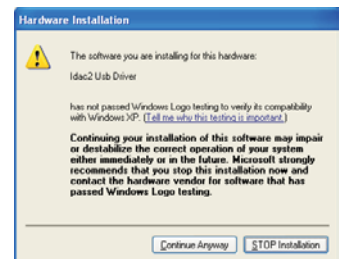 Hardware Installation
The software you are installing for this hardware:
Idac2 Usb Driver
has not passed Windows Logo testing to verify its compatibility
with Windows XP. (Tell me why this testing is important.)
Continuing your installation of this software may impair
or destabilize the correct operation of your system
either immediately or in the future. Microsoft strongly
recommends that you stop this installation now and
contact the hardware vendor for software that has
passed Windows Logo testing.
Continue Anyway STOP Installation